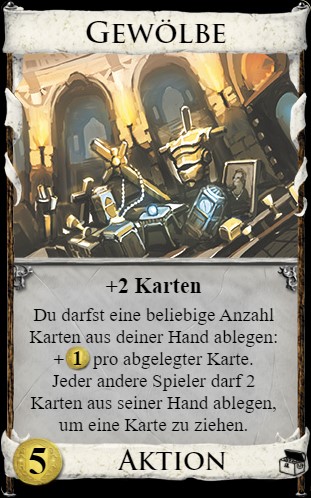 GEWÖLBE
+2 Karten
Du darfst eine beliebige Anzahl
Karten aus deiner Hand ablegen:
+ 1 pro abgelegter Karte.
Jeder andere Spieler darf 2
Karten aus seiner Hand ablegen,
um eine Karte zu ziehen.
5 AKTION